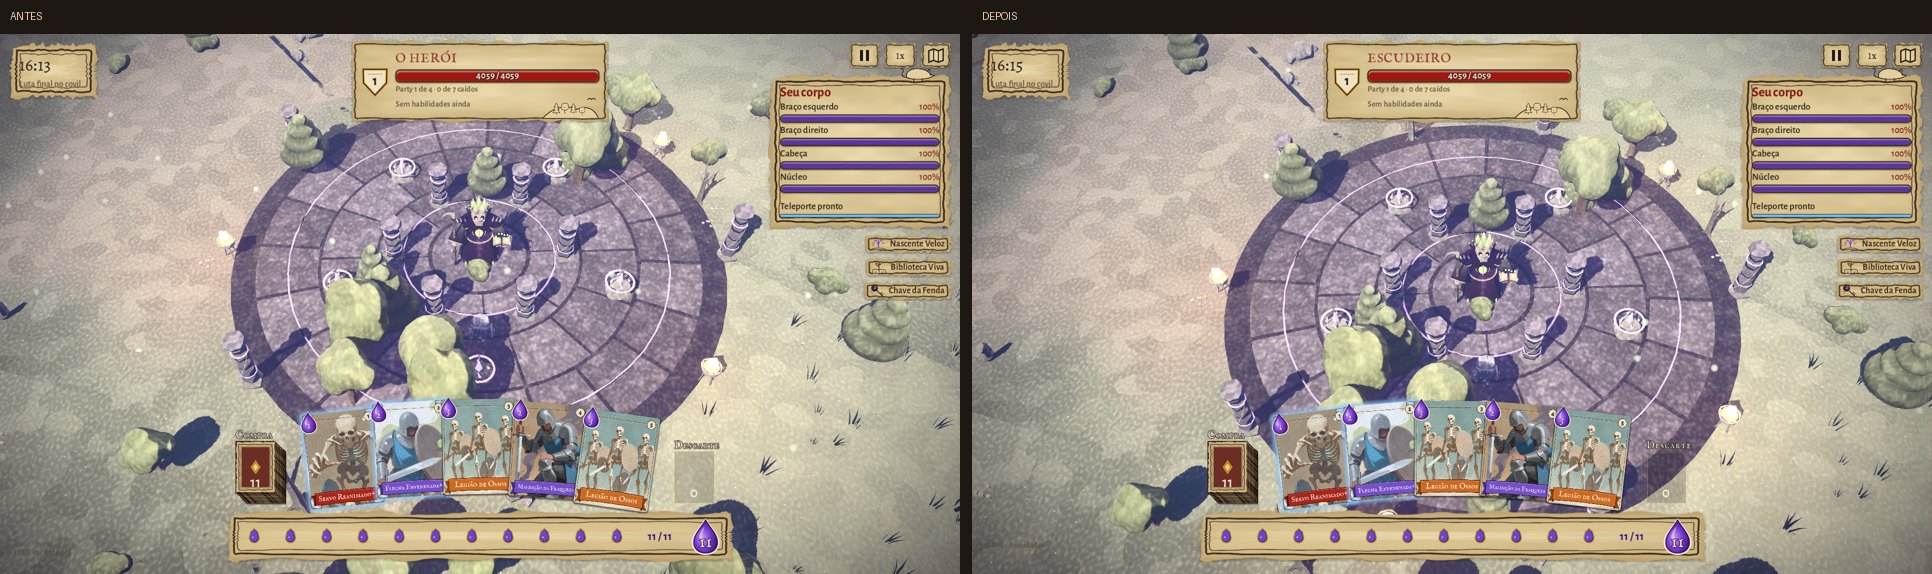 ANTES
16:13
Luta final no covil
O HERÓI
1
4059 / 4059
Party 1 de 4 · 0 de 7 caídos
Sem habilidades ainda
1x
Seu corpo
Braço esquerdo 100%
Braço direito 100%
Cabeça 100%
Núcleo 100%
Teleporte pronto
Nascente Veloz
Biblioteca Viva
Chave da Fenda
COMPRA
11
SERVO REANIMADO+
FLECHA ENVENENADA+
LEGIÃO DE OSSOS
MALDIÇÃO DA FRAQUEZA
LEGIÃO DE OSSOS
DESCARTE
0
11 / 11
11
DEPOIS
16:15
Luta final no covil
ESCUDEIRO
1
4059 / 4059
Party 1 de 4 · 0 de 7 caídos
Sem habilidades ainda
1x
Seu corpo
Braço esquerdo 100%
Braço direito 100%
Cabeça 100%
Núcleo 100%
Teleporte pronto
Nascente Veloz
Biblioteca Viva
Chave da Fenda
COMPRA
11
SERVO REANIMADO+
FLECHA ENVENENADA+
LEGIÃO DE OSSOS
MALDIÇÃO DA FRAQUEZA
LEGIÃO DE OSSOS
DESCARTE
0
11 / 11
11